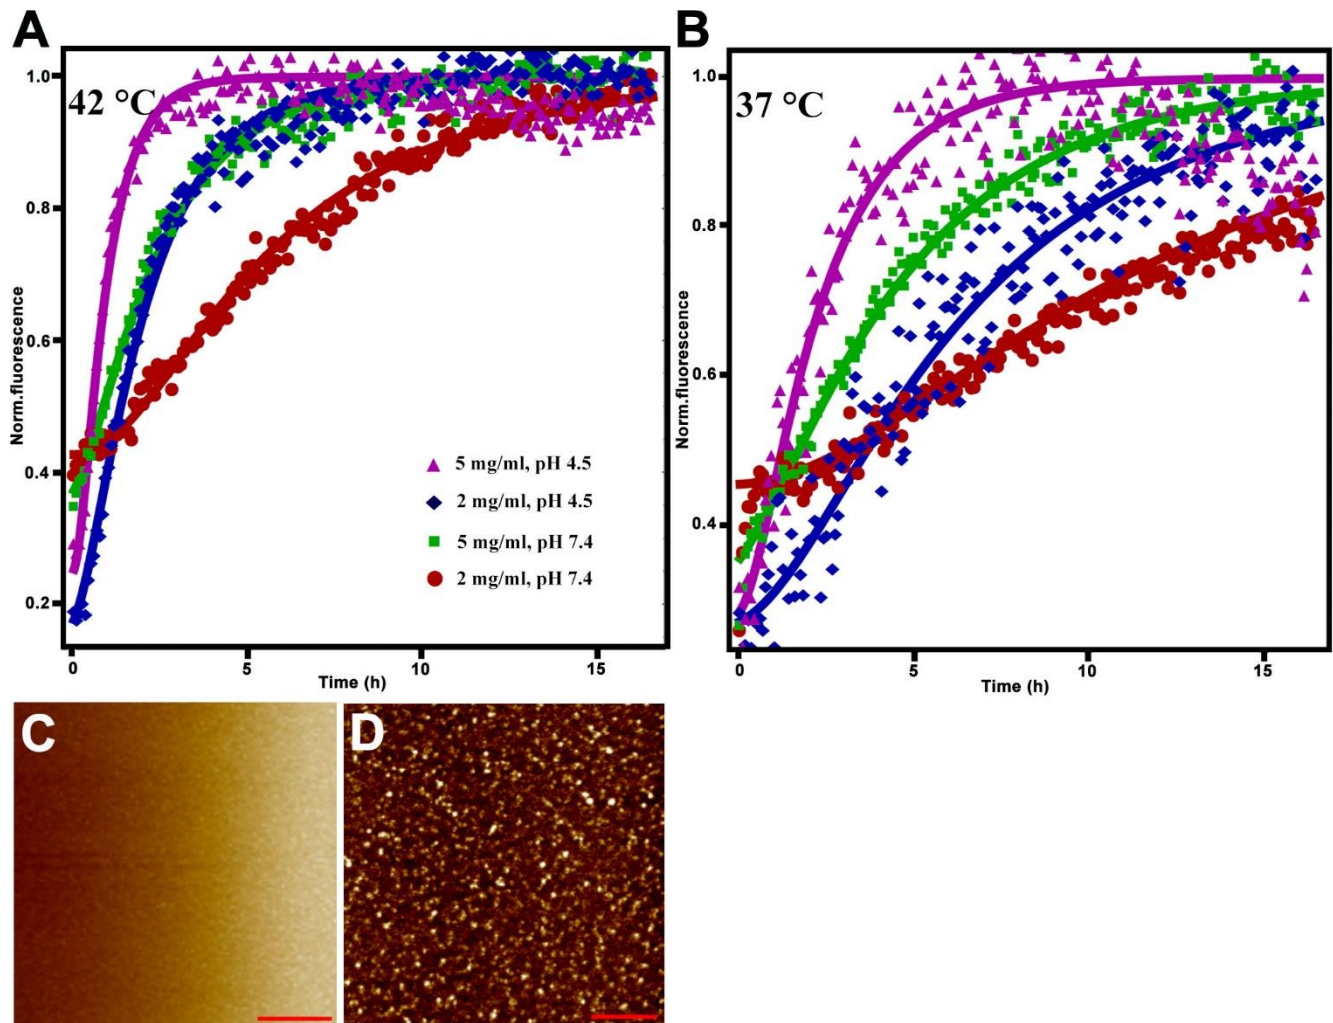 A
42 °C
1.0
0.8
0.6
0.4
0.2
Norm.fluorescence
0
5
10
15
Time (h)
5 mg/ml, pH 4.5
2 mg/ml, pH 4.5
5 mg/ml, pH 7.4
2 mg/ml, pH 7.4
B
37 °C
1.0
0.8
0.6
0.4
Norm.fluorescence
0
5
10
15
Time (h)
C
D